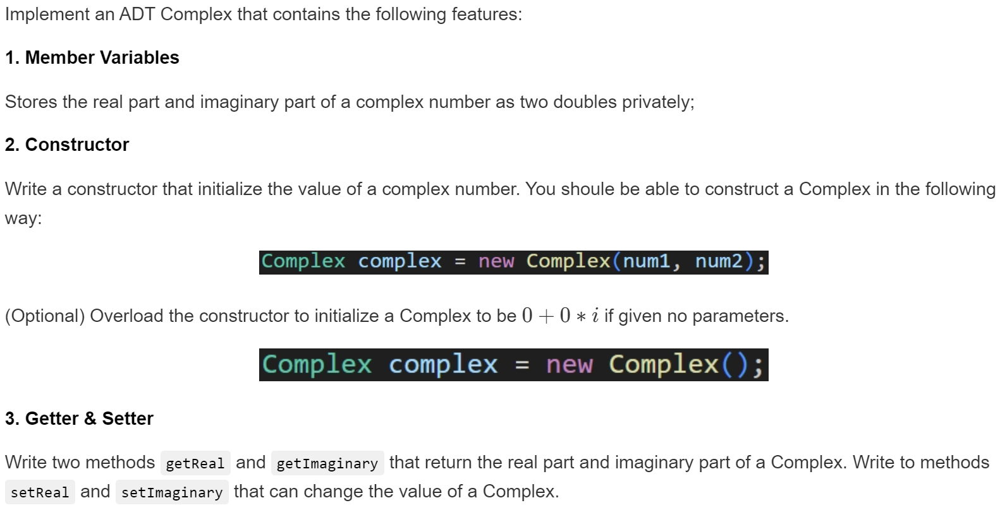 Implement an ADT Complex that contains the following features:
1. Member Variables
Stores the real part and imaginary part of a complex number as two doubles privately;
2. Constructor
Write a constructor that initialize the value of a complex number. You shoule be able to construct a Complex in the following
way:
Complex complex = new Complex(num1, num2);
(Optional) Overload the constructor to initialize a Complex to be 0 + 0 * i if given no parameters.
Complex complex = new Complex();
3. Getter & Setter
Write two methods getReal and getImaginary that return the real part and imaginary part of a Complex. Write to methods
setReal and setImaginary that can change the value of a Complex.